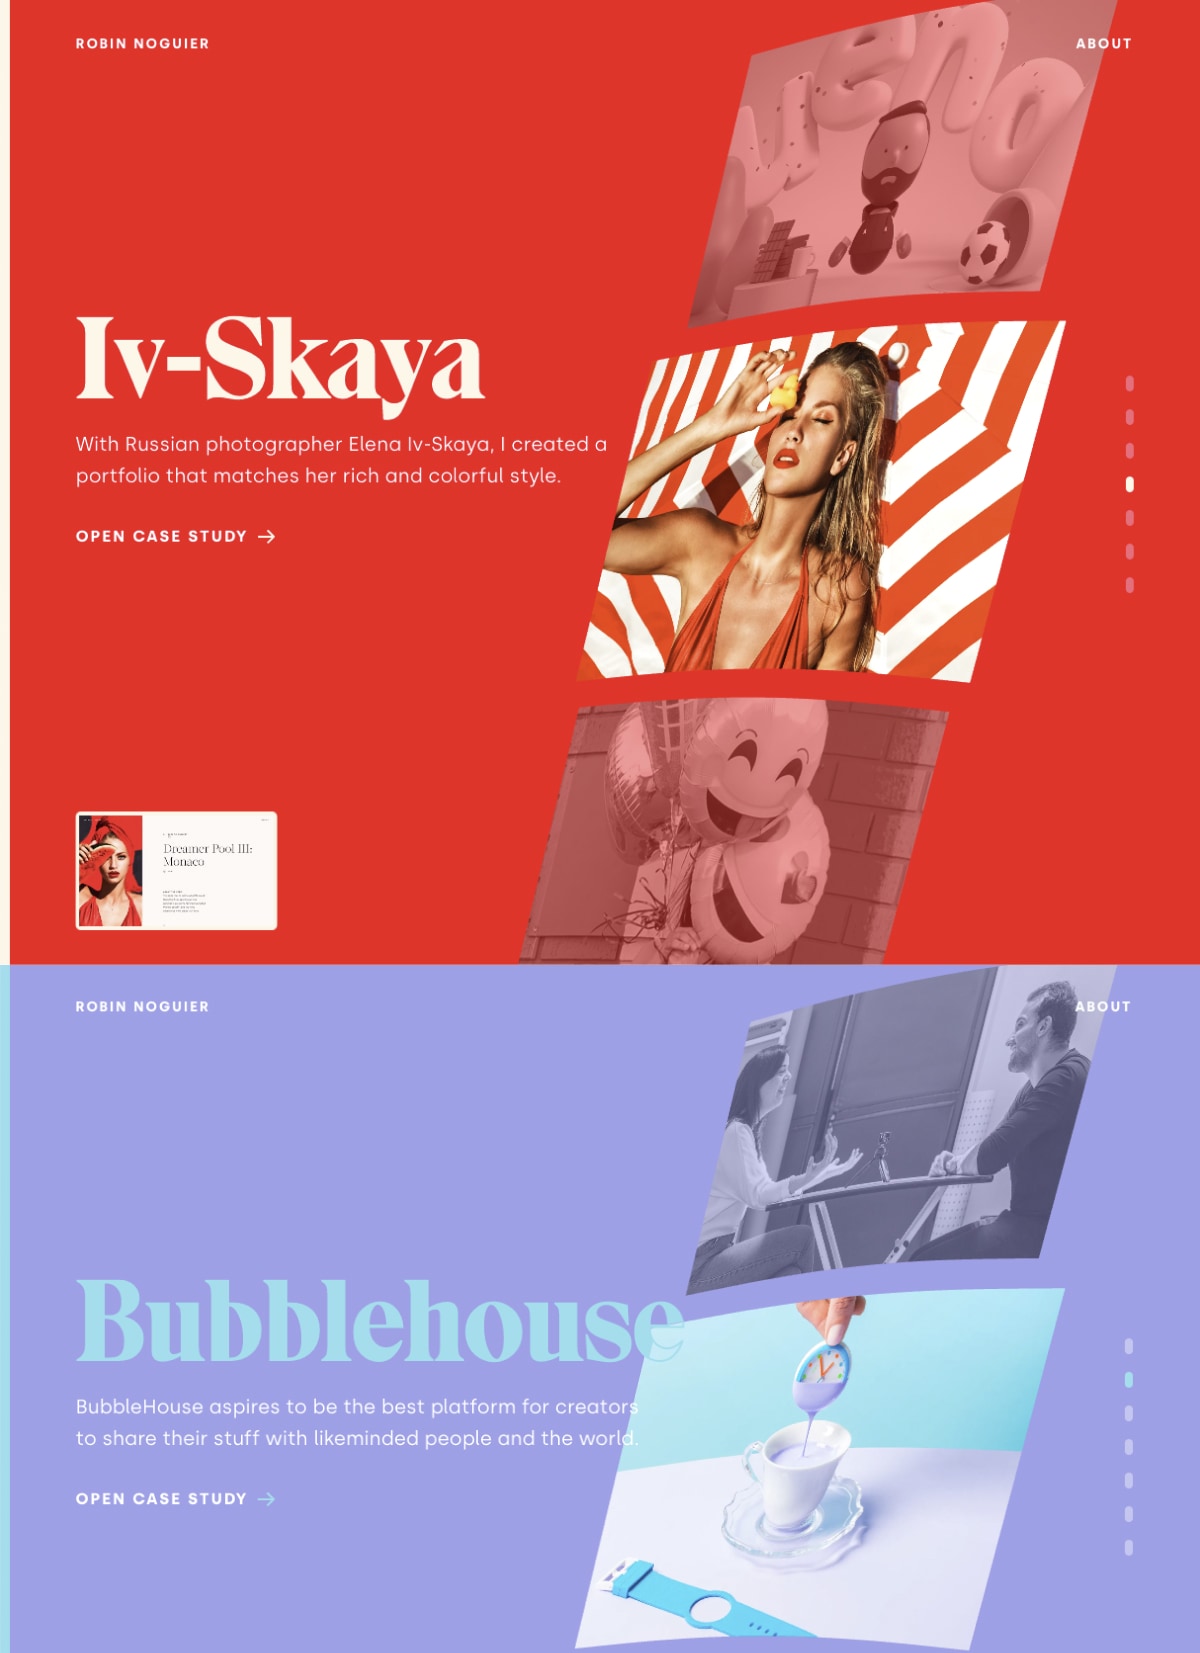 ROBIN NOGUIER
ABOUT
ueno
Iv-Skaya
With Russian photographer Elena Iv-Skaya, I created a
portfolio that matches her rich and colorful style.
OPEN CASE STUDY →
Dreamer Pool III:
Monaco
ROBIN NOGUIER
ABOUT
Bubblehouse
BubbleHouse aspires to be the best platform for creators
to share their stuff with likeminded people and the world.
OPEN CASE STUDY →